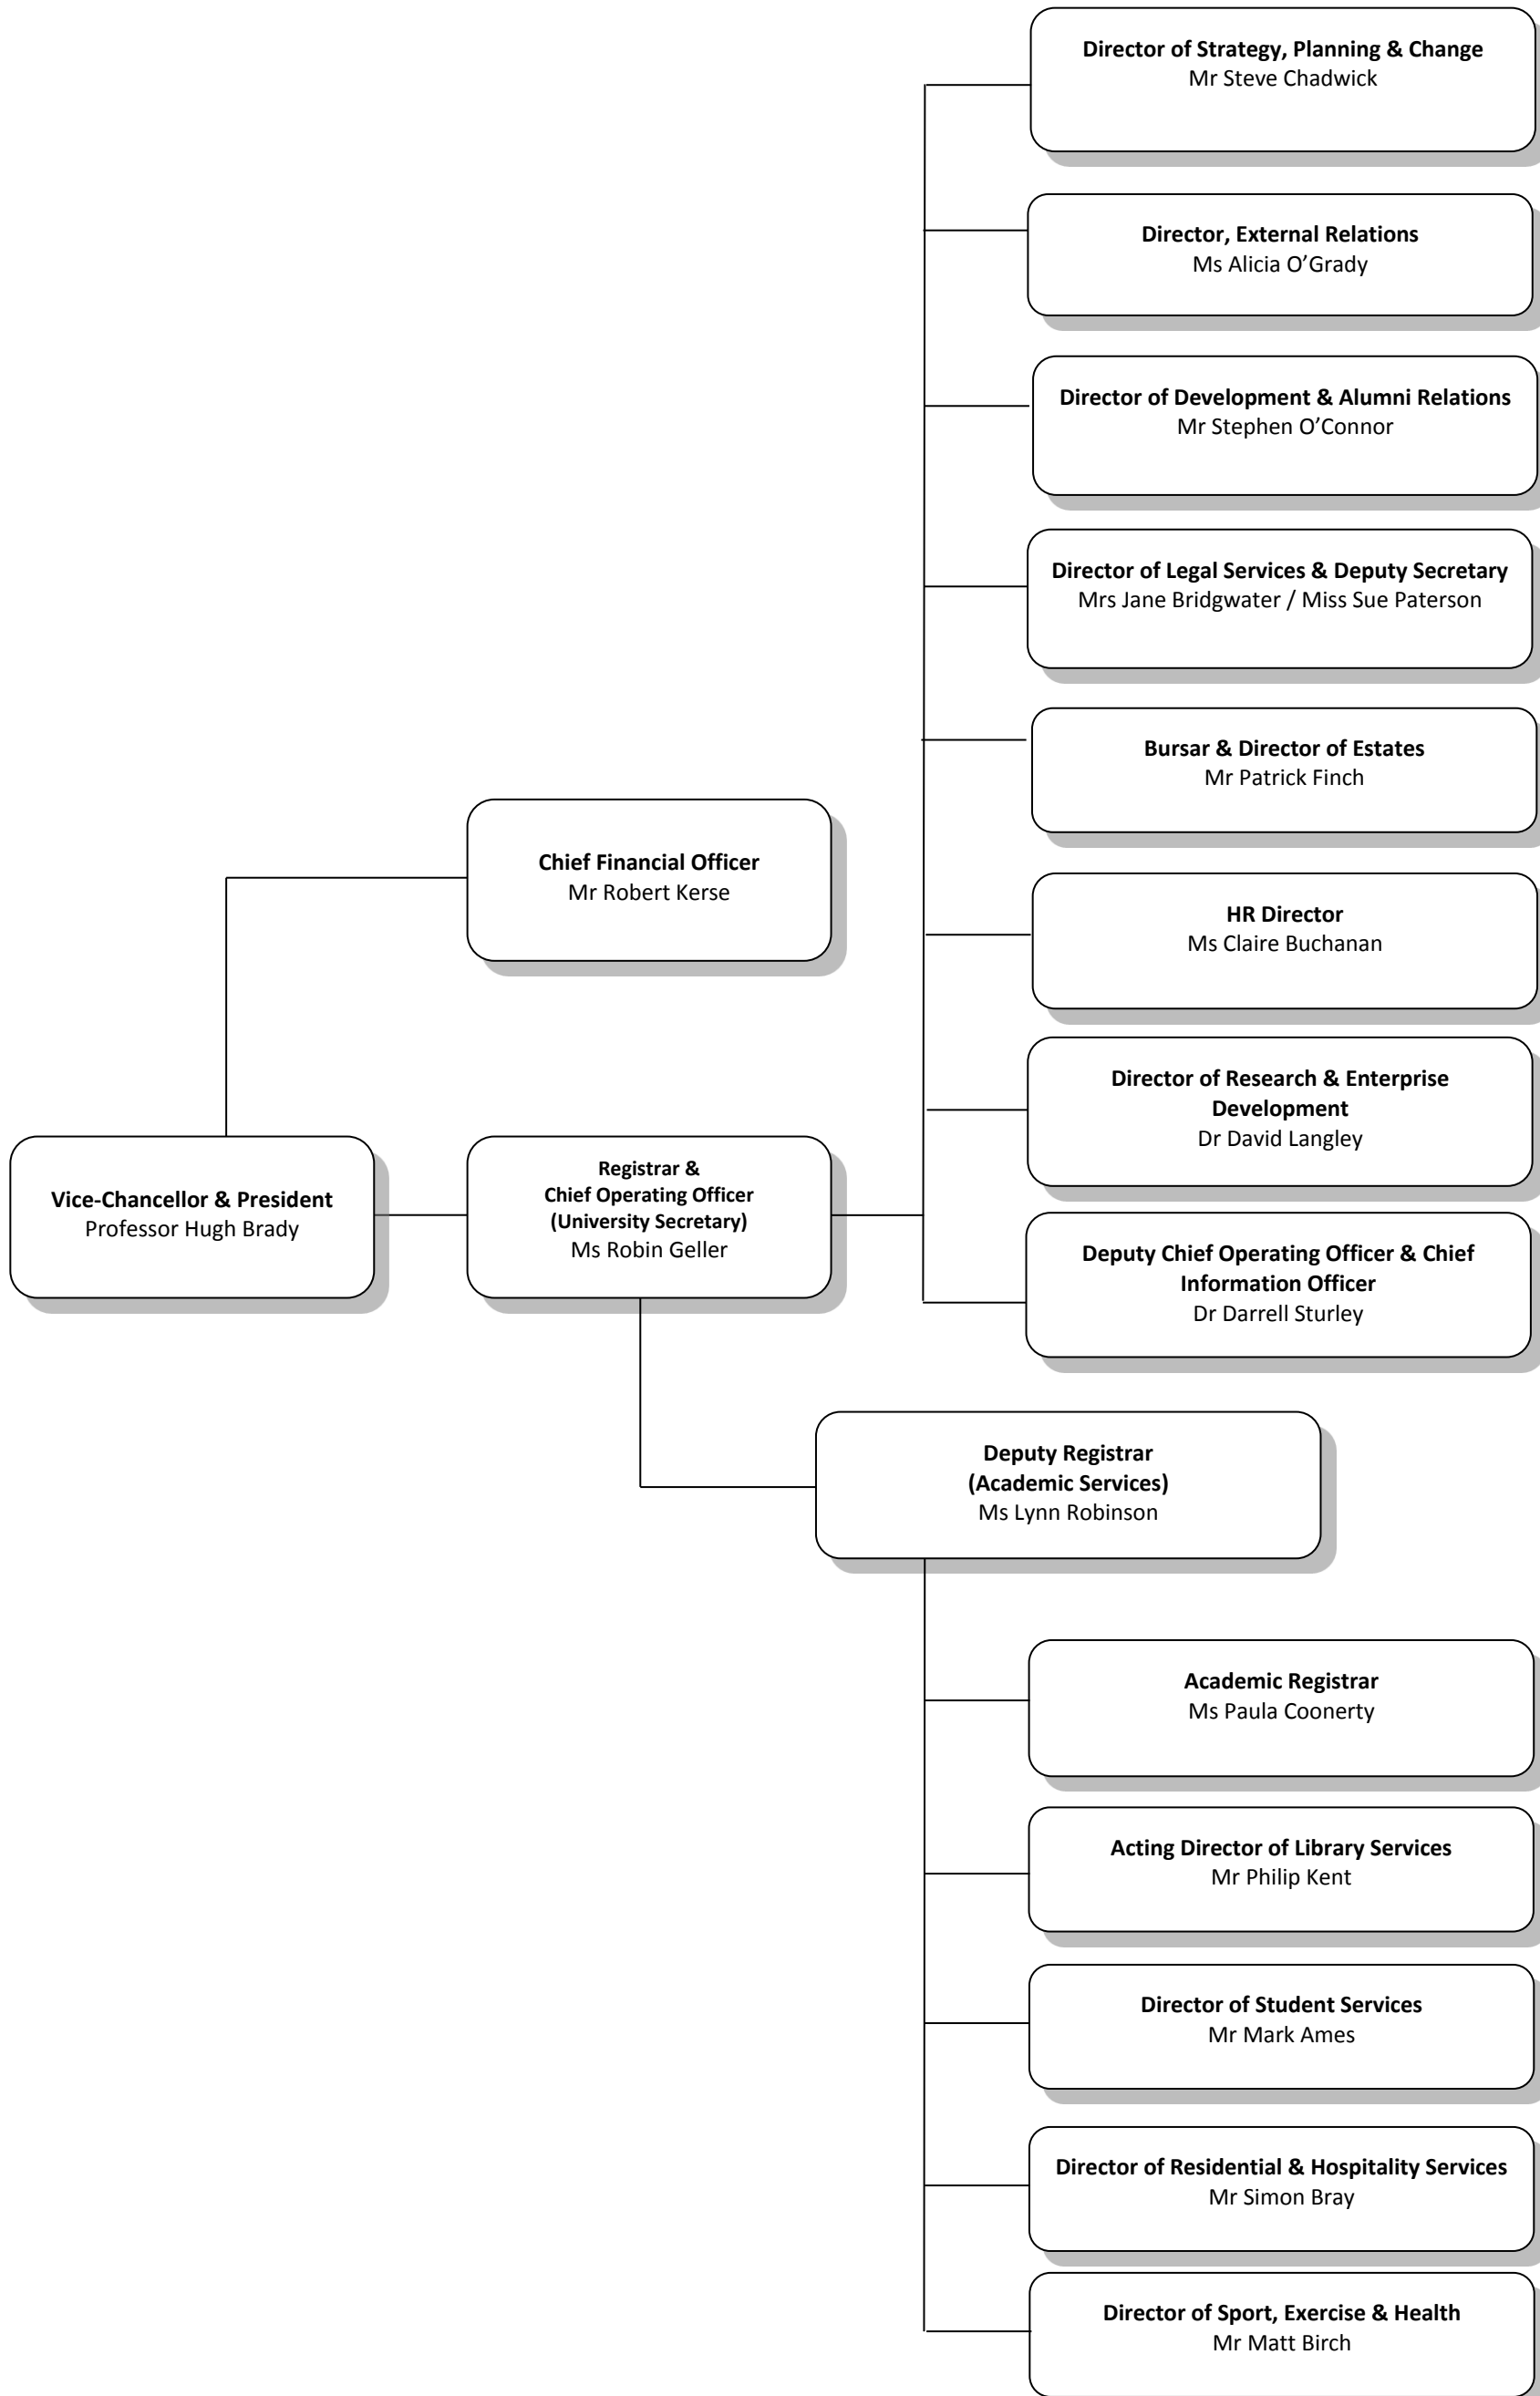 Director of Strategy, Planning & Change
Mr Steve Chadwick
Director, External Relations
Ms Alicia O’Grady
Director of Development & Alumni Relations
Mr Stephen O’Connor
Director of Legal Services & Deputy Secretary
Mrs Jane Bridgwater / Miss Sue Paterson
Bursar & Director of Estates
Mr Patrick Finch
Chief Financial Officer
Mr Robert Kerse
HR Director
Ms Claire Buchanan
Director of Research & Enterprise
Development
Dr David Langley
Vice-Chancellor & President
Professor Hugh Brady
Registrar &
Chief Operating Officer
(University Secretary)
Ms Robin Geller
Deputy Chief Operating Officer & Chief
Information Officer
Dr Darrell Sturley
Deputy Registrar
(Academic Services)
Ms Lynn Robinson
Academic Registrar
Ms Paula Coonerty
Acting Director of Library Services
Mr Philip Kent
Director of Student Services
Mr Mark Ames
Director of Residential & Hospitality Services
Mr Simon Bray
Director of Sport, Exercise & Health
Mr Matt Birch